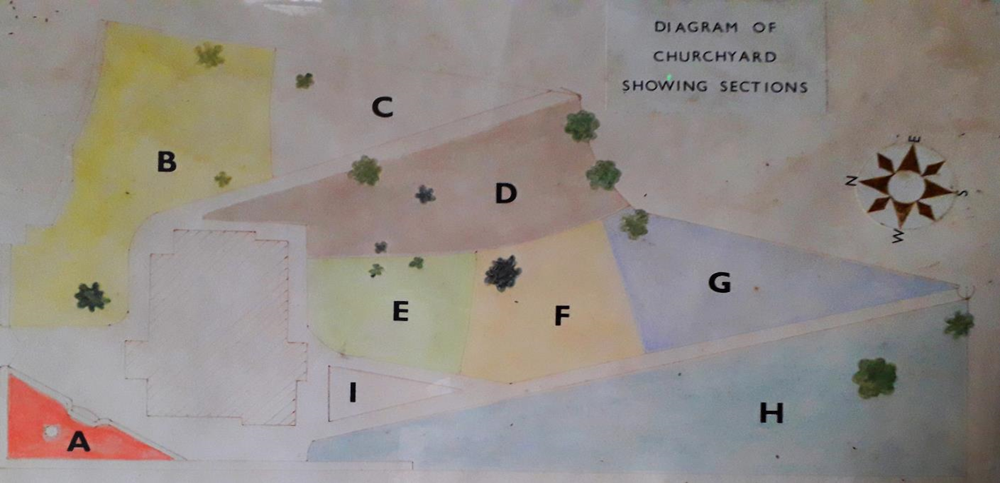 DIAGRAM OF
CHURCHYARD
SHOWING SECTIONS
C
B
D
E
N
S
W
G
E
F
I
H
A